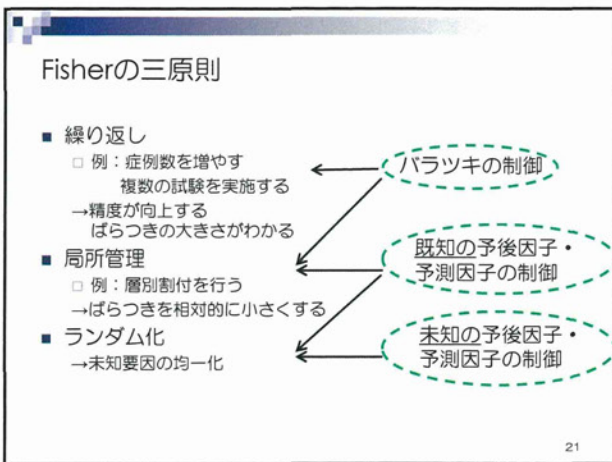 Fisherの三原則
■ 繰り返し
□ 例：症例数を増やす
複数の試験を実施する
→精度が向上する
ばらつきの大きさがわかる
■ 局所管理
□ 例：層別割付を行う
→ばらつきを相対的に小さくする
■ ランダム化
→未知要因の均一化
バラツキの制御
既知の予後因子・
予測因子の制御
未知の予後因子・
予測因子の制御
21